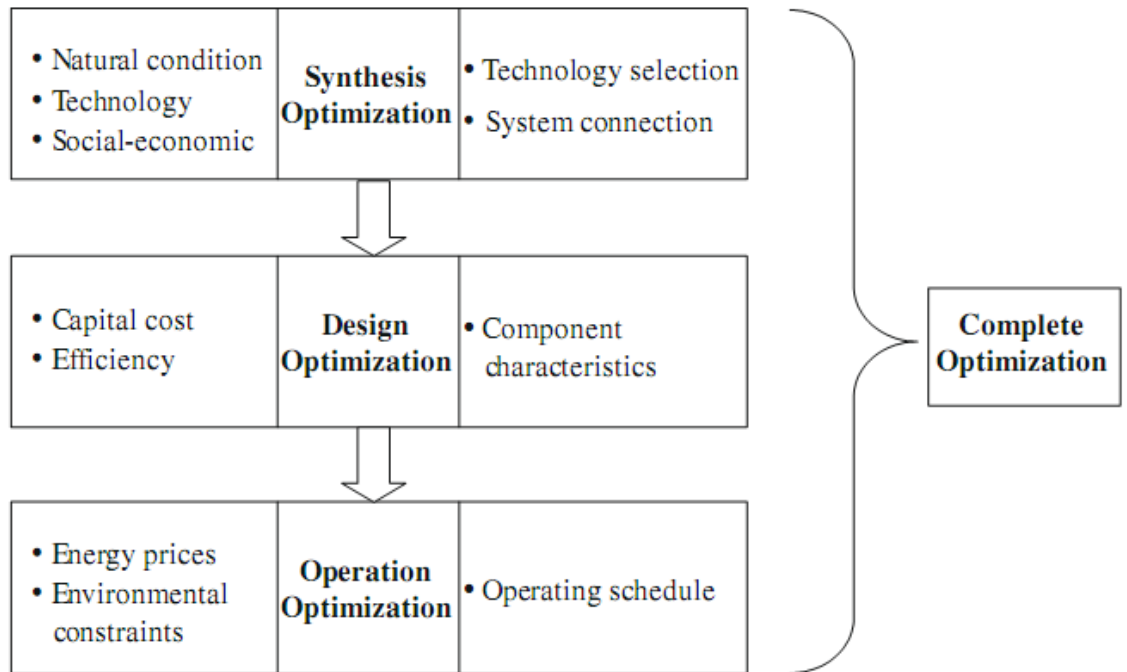 • Natural condition
• Technology
• Social-economic
Synthesis
Optimization
• Technology selection
• System connection
• Capital cost
• Efficiency
Design
Optimization
• Component
characteristics
• Energy prices
• Environmental
constraints
Operation
Optimization
• Operating schedule
Complete
Optimization